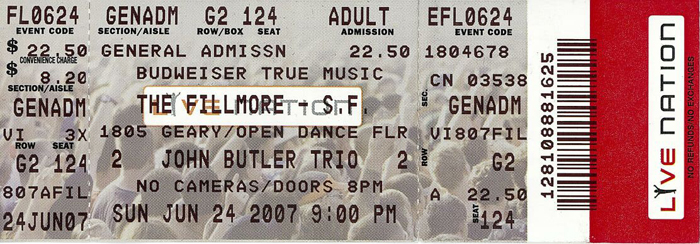 FL0624 GENADM G2 124 ADULT EFL0624
EVENT CODE SECTION/AISLE ROW/BOX SEAT ADMISSION EVENT CODE
$ 22.50 GENERAL ADMISSN 22.50 1804678
CONVENIENCE CHARGE
$ 8.20 BUDWEISER TRUE MUSIC CN 03538
SECTION/AISLE SEC.
GENADM THE FILLMORE - S.F. GENADM
LIVE NATION
VI 3X 1805 GEARY/OPEN DANCE FLR VI807FIL
ROW SEAT ROW
G2 124 2 JOHN BUTLER TRIO 2 G2
807AFIL NO CAMERAS/DOORS 8PM A 22.50
SEAT
24JUN07 SUN JUN 24 2007 9:00 PM 124
128108881625
LIVE NATION
NO REFUNDS NO EXCHANGES